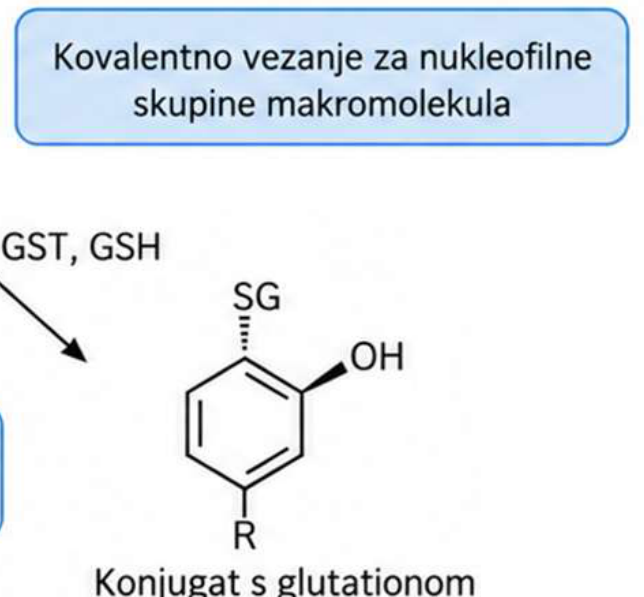 Kovalentno vezanje za nukleofilne
skupine makromolekula
GST, GSH
SG
OH
R
Konjugat s glutationom